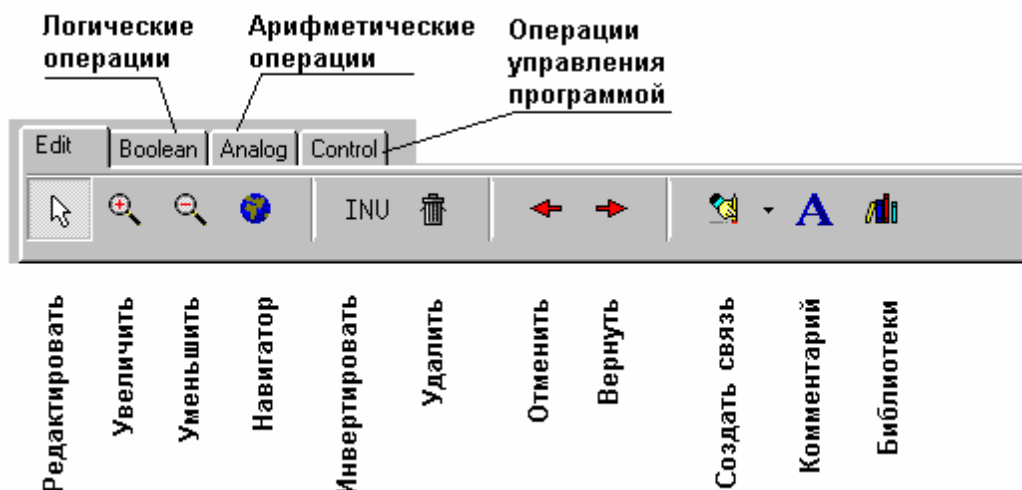 Логические
операции
Арифметические
операции
Операции
управления
программой
Edit
Boolean
Analog
Control
INU
A
Редактировать
Увеличить
Уменьшить
Навигатор
Инвертировать
Удалить
Отменить
Вернуть
Создать связь
Комментарий
Библиотеки